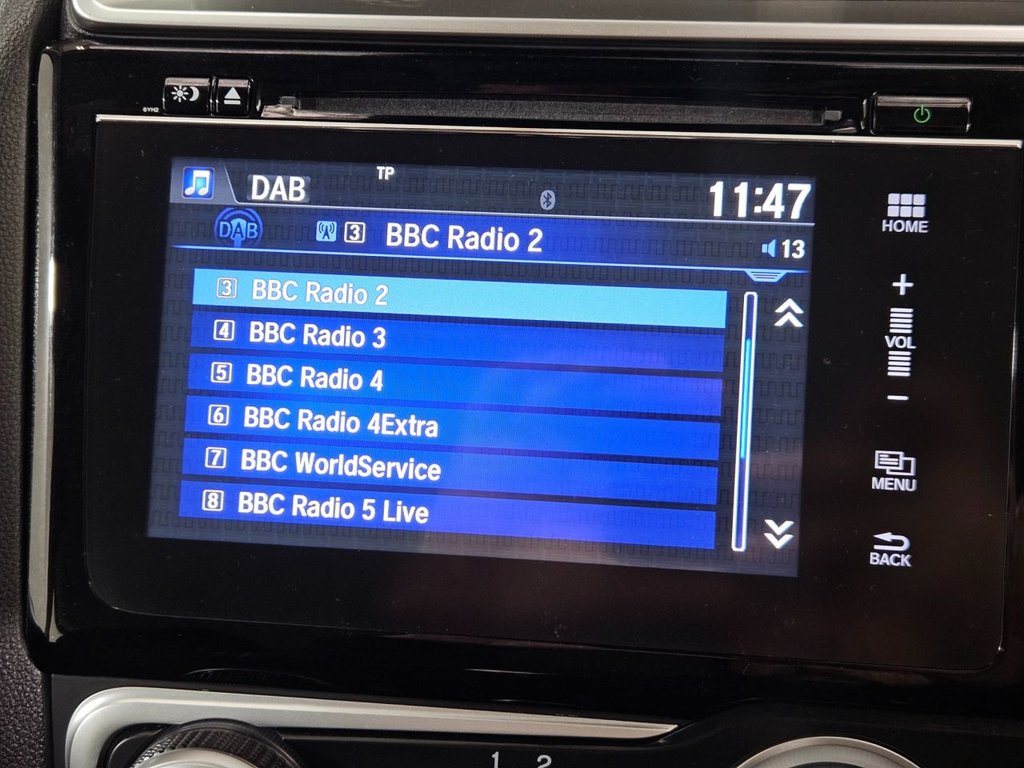 6YH2
DAB TP 11:47
DAB 3 BBC Radio 2 13
3 BBC Radio 2
4 BBC Radio 3
5 BBC Radio 4
6 BBC Radio 4Extra
7 BBC WorldService
8 BBC Radio 5 Live
HOME
+
VOL
−
MENU
BACK
1 2